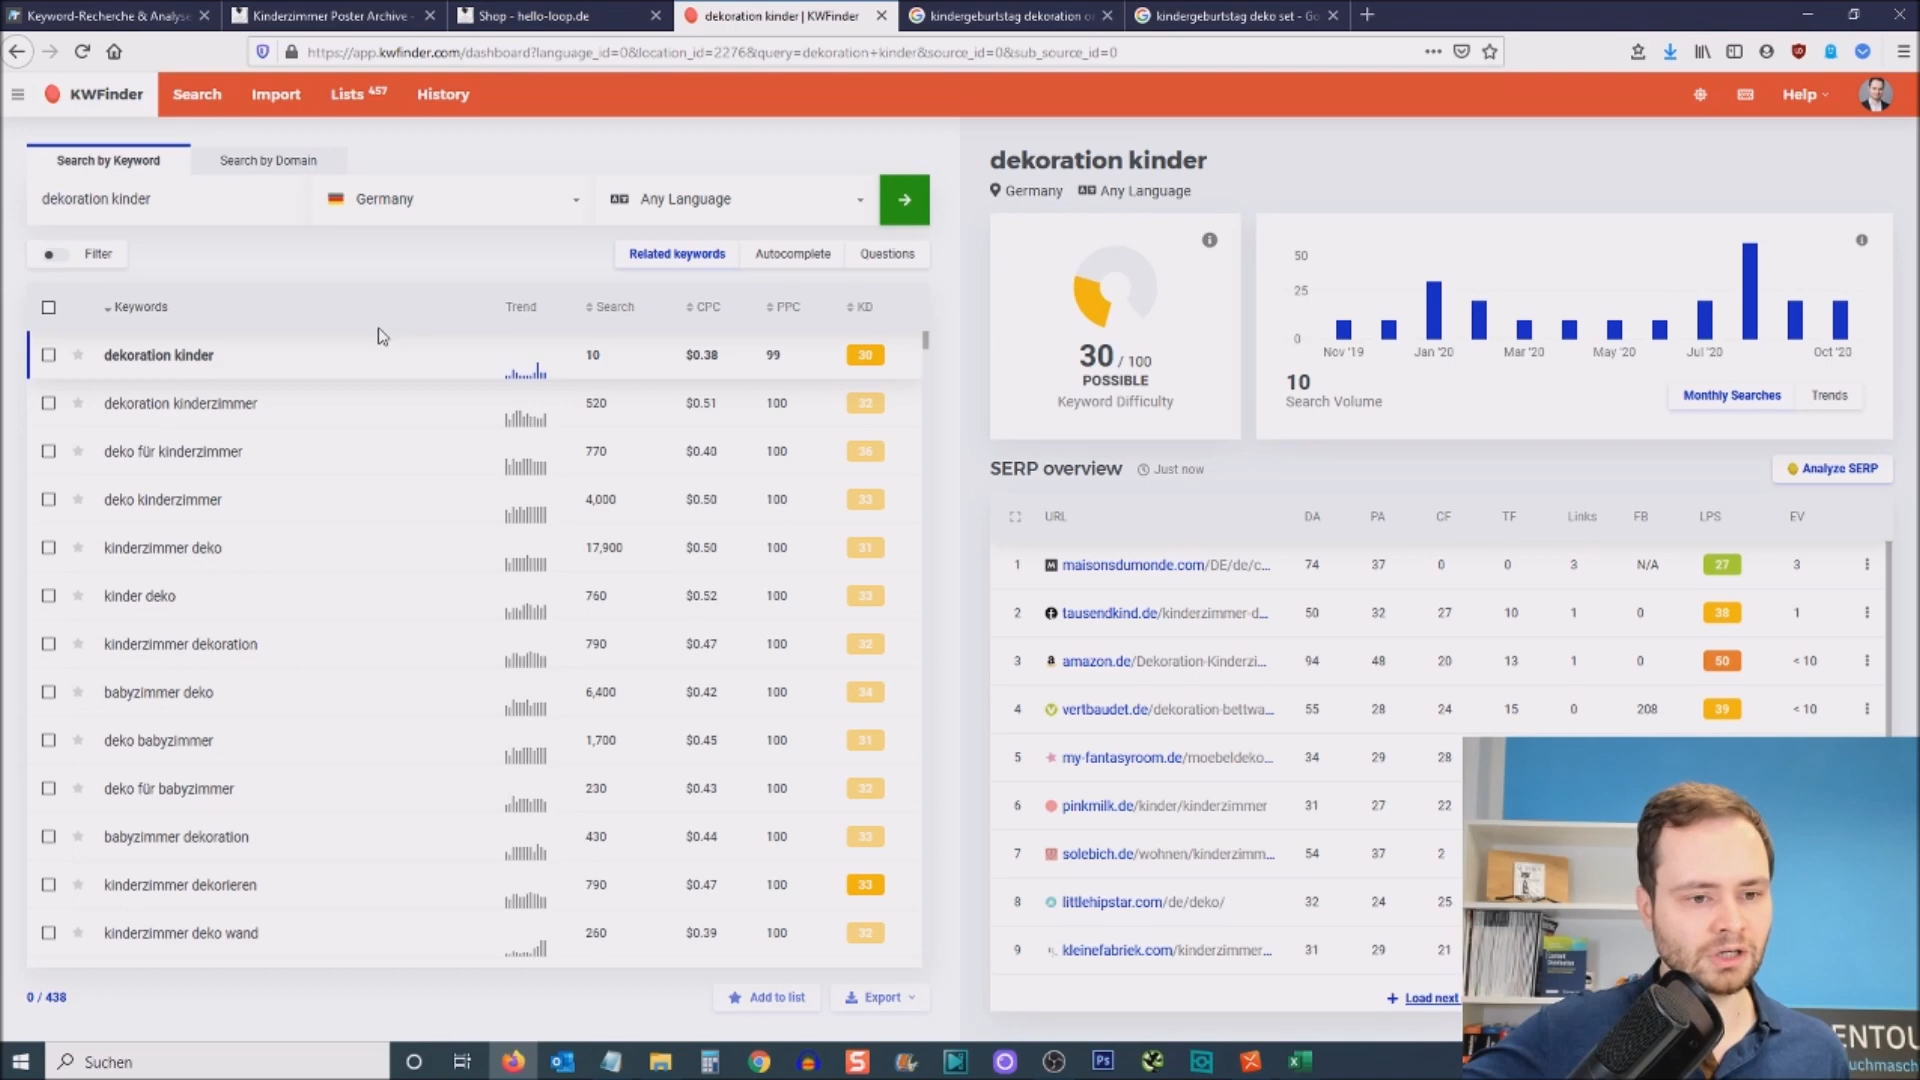 Keyword-Recherche & Analyse
Kinderzimmer Poster Archive -
Shop - hello-loop.de
dekoration kinder | KWFinder
kindergeburtstag dekoration o
kindergeburtstag deko set - Go
https://app.kwfinder.com/dashboard?language_id=0&location_id=2276&query=dekoration+kinder&source_id=0&sub_source_id=0
KWFinder
Search
Import
Lists 457
History
Help
Search by Keyword
Search by Domain
dekoration kinder
Germany
Any Language
Filter
Related keywords
Autocomplete
Questions
Keywords Trend Search CPC PPC KD
dekoration kinder 10 $0.38 99 30
dekoration kinderzimmer 520 $0.51 100 32
deko für kinderzimmer 770 $0.40 100 36
deko kinderzimmer 4,000 $0.50 100 33
kinderzimmer deko 17,900 $0.50 100 31
kinder deko 760 $0.52 100 33
kinderzimmer dekoration 790 $0.47 100 32
babyzimmer deko 6,400 $0.42 100 34
deko babyzimmer 1,700 $0.45 100 31
deko für babyzimmer 230 $0.43 100 32
babyzimmer dekoration 430 $0.44 100 33
kinderzimmer dekorieren 790 $0.47 100 33
kinderzimmer deko wand 260 $0.39 100 32
0 / 438
Add to list
Export
dekoration kinder
Germany Any Language
30 / 100
POSSIBLE
Keyword Difficulty
50
25
0
Nov '19 Jan '20 Mar '20 May '20 Jul '20 Oct '20
10
Search Volume
Monthly Searches
Trends
SERP overview Just now
Analyze SERP
URL DA PA CF TF Links FB LPS EV
1 maisonsdumonde.com/DE/de/c... 74 37 0 0 3 N/A 27 3
2 tausendkind.de/kinderzimmer-d... 50 32 27 10 1 0 38 1
3 amazon.de/Dekoration-Kinderzi... 94 48 20 13 1 0 50 < 10
4 vertbaudet.de/dekoration-bettwa... 55 28 24 15 0 208 39 < 10
5 my-fantasyroom.de/moebeldeko... 34 29 28
6 pinkmilk.de/kinder/kinderzimmer 31 27 22
7 solebich.de/wohnen/kinderzimm... 54 37 2
8 littlehipstar.com/de/deko/ 32 24 25
9 kleinefabriek.com/kinderzimmer... 31 29 21
+ Load next
ENTOU
uchmasch
Suchen